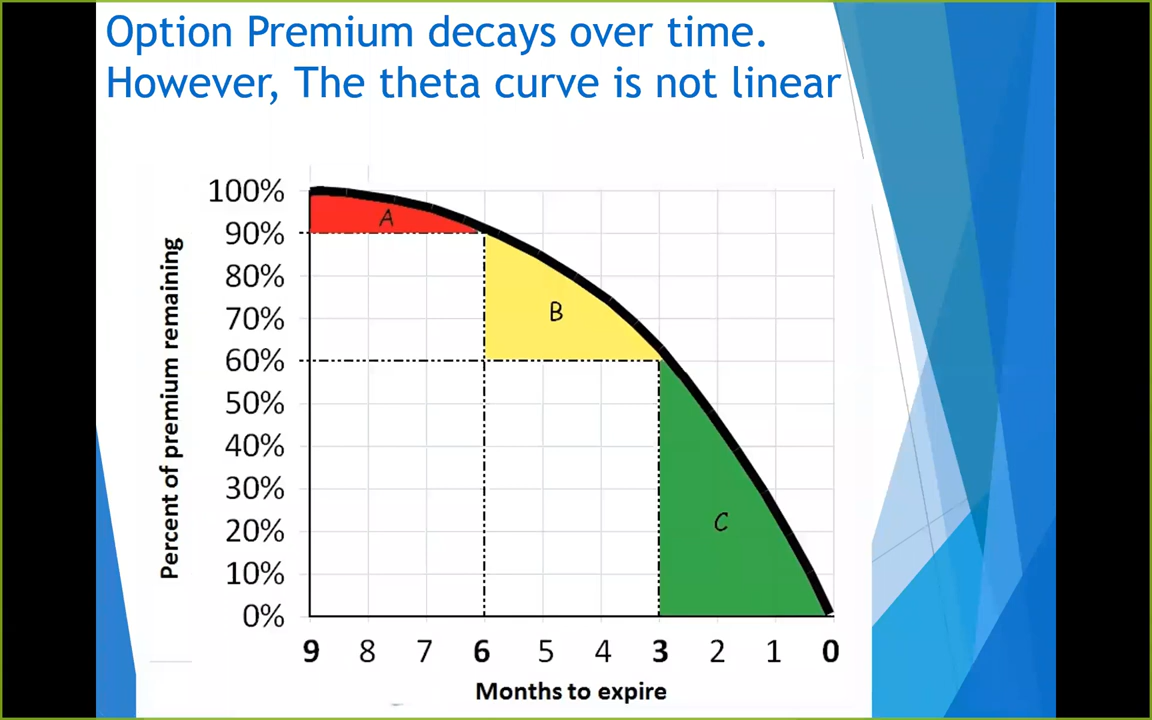 Option Premium decays over time.
However, The theta curve is not linear
100%
90%
80%
70%
60%
50%
40%
30%
20%
10%
0%
Percent of premium remaining
A
B
C
9 8 7 6 5 4 3 2 1 0
Months to expire